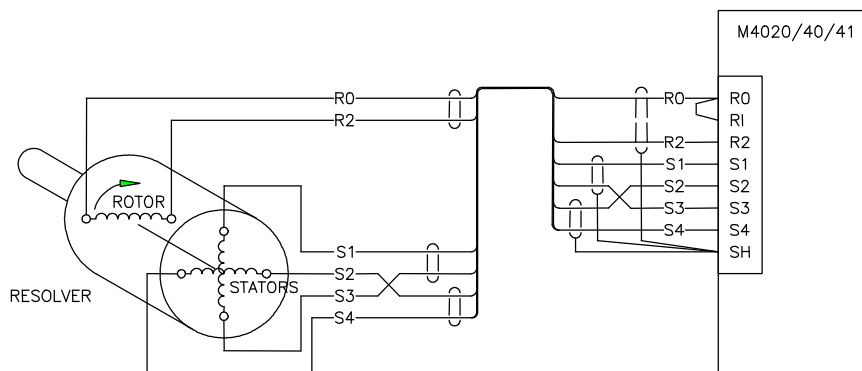 M4020/40/41
R0 R0 R0
R2 RI
R2 R2
S1 S1
ROTOR S2 S2
S3 S3
S4 S4
S1 SH
S2
STATORS
RESOLVER S3
S4